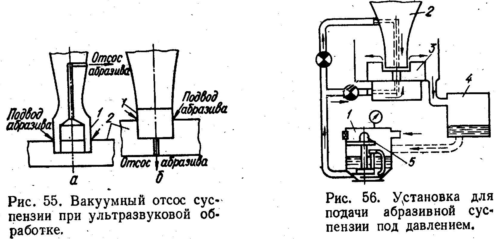 Отсос
абразива
Подвод
абразива
1
2
а
Подвод
абразива
1
Отсос абразива
б
Рис. 55. Вакуумный отсос сус-
пензии при ультразвуковой об-
работке.
2
3
4
1
5
Рис. 56. Установка для
подачи абразивной сус-
пензии под давлением.